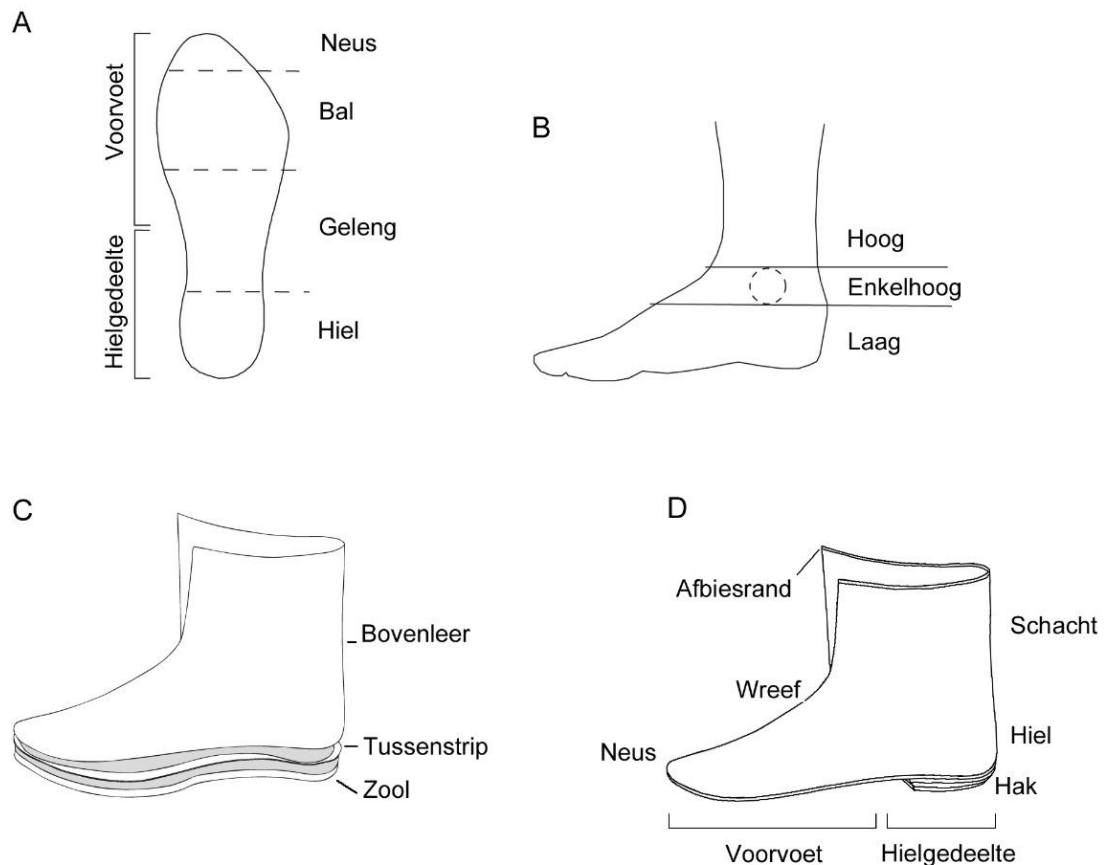 A
Neus
Bal
Geleng
Hiel
Voorvoet
Hielgedeelte
B
Hoog
Enkelhoog
Laag
C
Bovenleer
Tussenstrip
Zool
D
Afbiesrand
Schacht
Wreef
Neus
Hiel
Hak
Voorvoet
Hielgedeelte